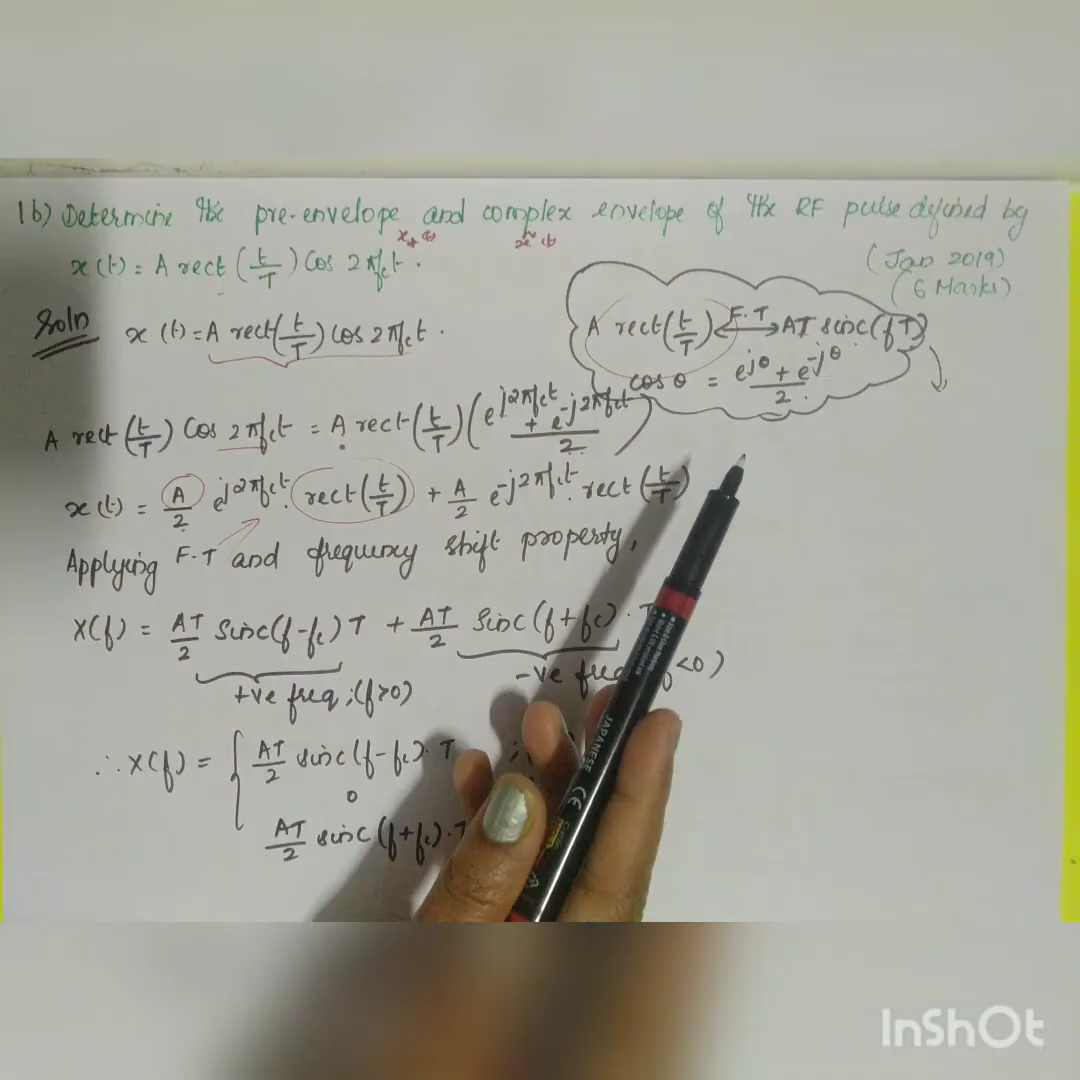 1b) Determine the pre-envelope and complex envelope of the RF pulse defined by
x₊(t) x̃(t)
x(t) = A rect(t/T) Cos 2πfct.
(Jan 2019)
(6 Marks)
Soln x(t) = A rect(t/T) cos 2πfct.
A rect(t/T) ⟷ F.T AT sinc(fT)
cos θ = (e^jθ + e^-jθ)/2.
A rect(t/T) Cos 2πfct = A rect(t/T) ((e^j2πfct + e^-j2πfct)/2)
x(t) = A/2 e^j2πfct. rect(t/T) + A/2 e^-j2πfct. rect(t/T)
Applying F.T and frequency shift property,
X(f) = AT/2 Sinc(f-fc)T + AT/2 Sinc(f+fc).T
+ve freq ;(f>0) -ve <0)
∴ X(f) = { AT/2 sinc(f-fc).T ;
0
AT/2 sinc(f+fc).T
JAPANESE
CE
InShOt